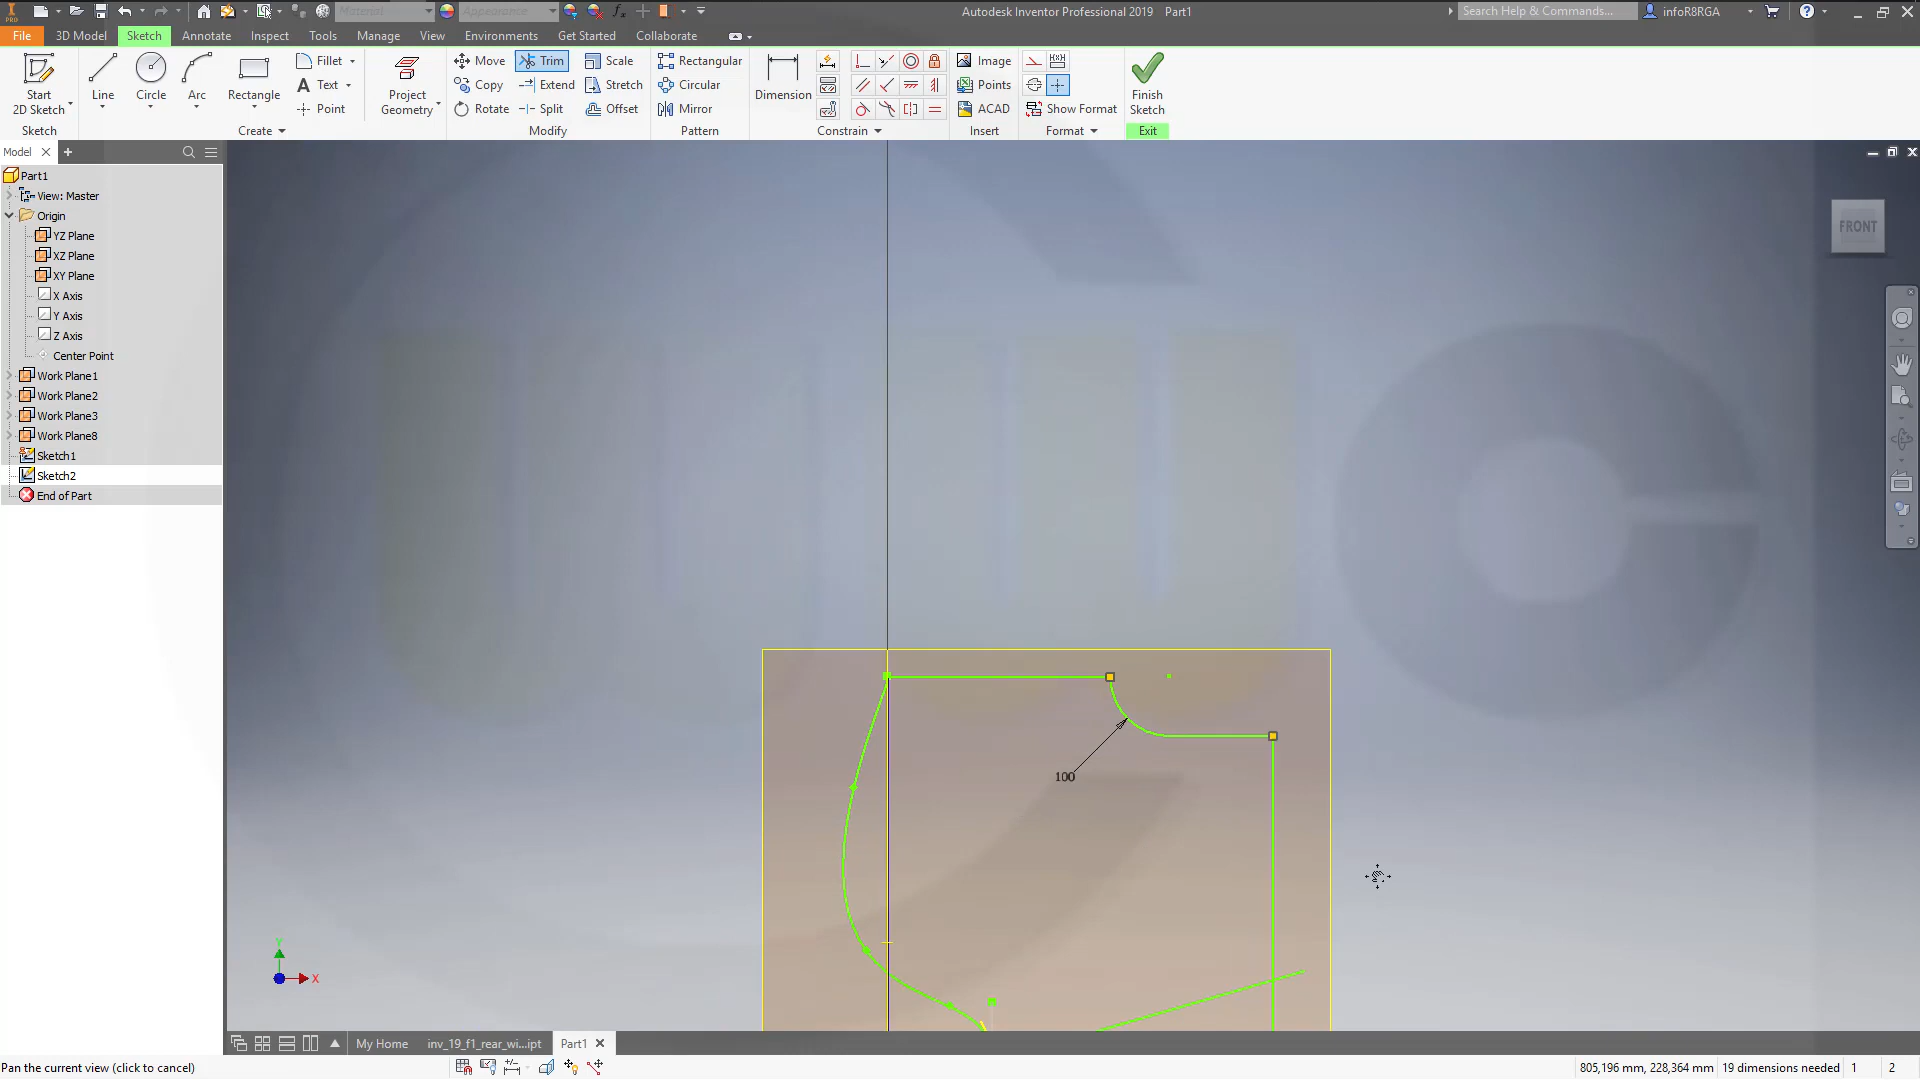 PRO
Material
Appearance
Autodesk Inventor Professional 2019 Part1
Search Help & Commands...
infoR8RGA
File 3D Model Sketch Annotate Inspect Tools Manage View Environments Get Started Collaborate
Start 2D Sketch
Line Circle Arc Rectangle
Fillet
Text
Point
Project Geometry
Move Trim Scale
Copy Extend Stretch
Rotate Split Offset
Rectangular
Circular
Mirror
Dimension
Image
Points
ACAD
Show Format
Finish Sketch
Sketch Create Modify Pattern Constrain Insert Format Exit
Model
Part1
View: Master
Origin
YZ Plane
XZ Plane
XY Plane
X Axis
Y Axis
Z Axis
Center Point
Work Plane1
Work Plane2
Work Plane3
Work Plane8
Sketch1
Sketch2
End of Part
FRONT
100
Y
X
My Home inv_19_f1_rear_wi...ipt Part1
Pan the current view (click to cancel)
805,196 mm, 228,364 mm 19 dimensions needed 1 2